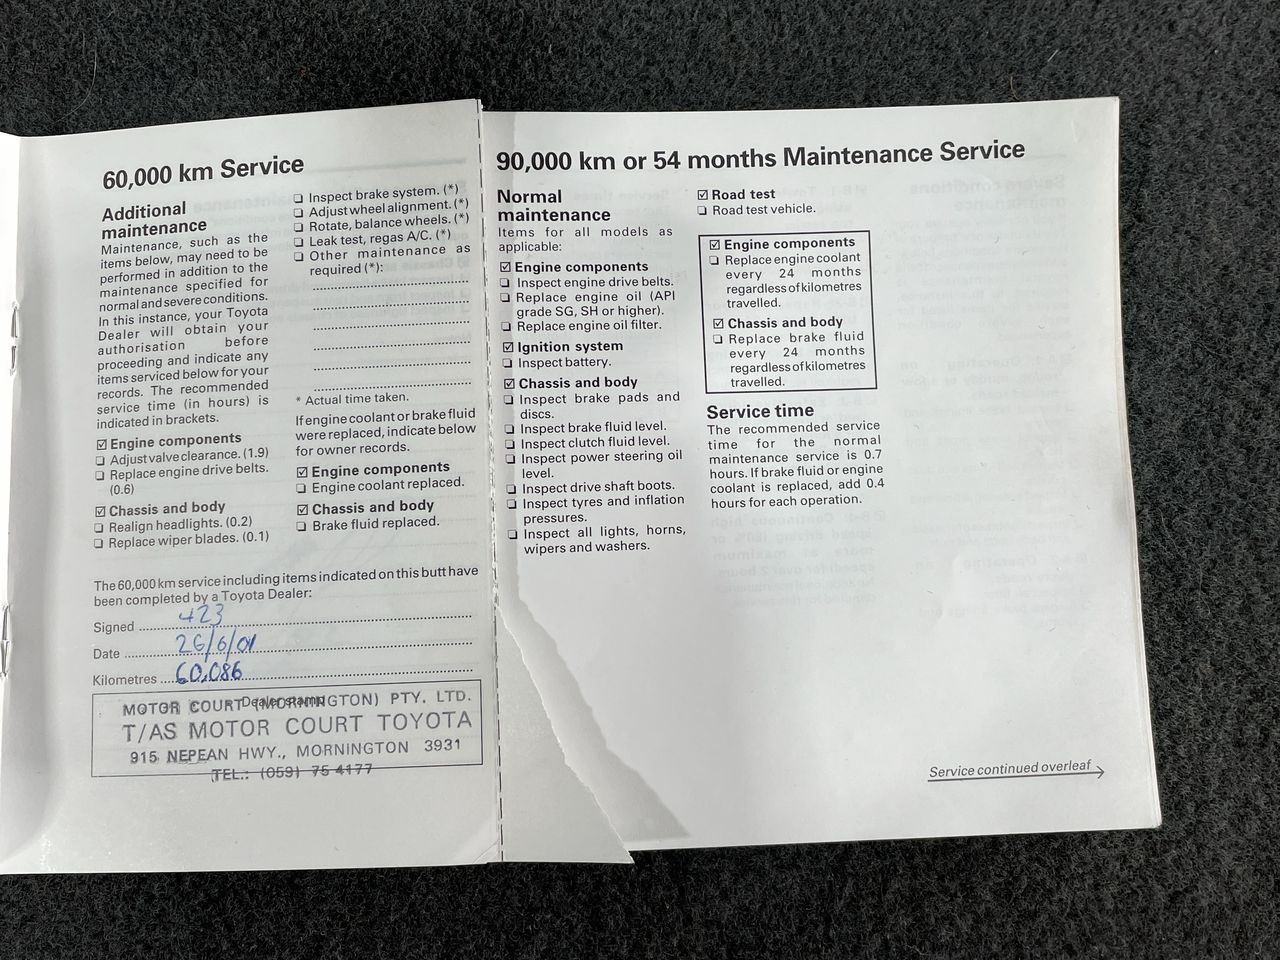 60,000 km Service
Additional
maintenance
Maintenance, such as the
items below, may need to be
performed in addition to the
maintenance specified for
normal and severe conditions.
In this instance, your Toyota
Dealer will obtain your
authorisation before
proceeding and indicate any
items serviced below for your
records. The recommended
service time (in hours) is
indicated in brackets.
☑ Engine components
❏ Adjust valve clearance. (1.9)
❏ Replace engine drive belts.
(0.6)
☑ Chassis and body
❏ Realign headlights. (0.2)
❏ Replace wiper blades. (0.1)
❏ Inspect brake system. (*)
❏ Adjust wheel alignment. (*)
❏ Rotate, balance wheels. (*)
❏ Leak test, regas A/C. (*)
❏ Other maintenance as
required (*):
* Actual time taken.
If engine coolant or brake fluid
were replaced, indicate below
for owner records.
☑ Engine components
❏ Engine coolant replaced.
☑ Chassis and body
❏ Brake fluid replaced.
The 60,000 km service including items indicated on this butt have
been completed by a Toyota Dealer:
Signed 423
Date 26/6/01
Kilometres 60,086
Dealer stamp
MOTOR COURT (MORNINGTON) PTY. LTD.
T/AS MOTOR COURT TOYOTA
915 NEPEAN HWY., MORNINGTON 3931
TEL.: (059) 75 4177
90,000 km or 54 months Maintenance Service
Normal
maintenance
Items for all models as
applicable:
☑ Engine components
❏ Inspect engine drive belts.
❏ Replace engine oil (API
grade SG, SH or higher).
❏ Replace engine oil filter.
☑ Ignition system
❏ Inspect battery.
☑ Chassis and body
❏ Inspect brake pads and
discs.
❏ Inspect brake fluid level.
❏ Inspect clutch fluid level.
❏ Inspect power steering oil
level.
❏ Inspect drive shaft boots.
❏ Inspect tyres and inflation
pressures.
❏ Inspect all lights, horns,
wipers and washers.
☑ Road test
❏ Road test vehicle.
☑ Engine components
❏ Replace engine coolant
every 24 months
regardless of kilometres
travelled.
☑ Chassis and body
❏ Replace brake fluid
every 24 months
regardless of kilometres
travelled.
Service time
The recommended service
time for the normal
maintenance service is 0.7
hours. If brake fluid or engine
coolant is replaced, add 0.4
hours for each operation.
Service continued overleaf